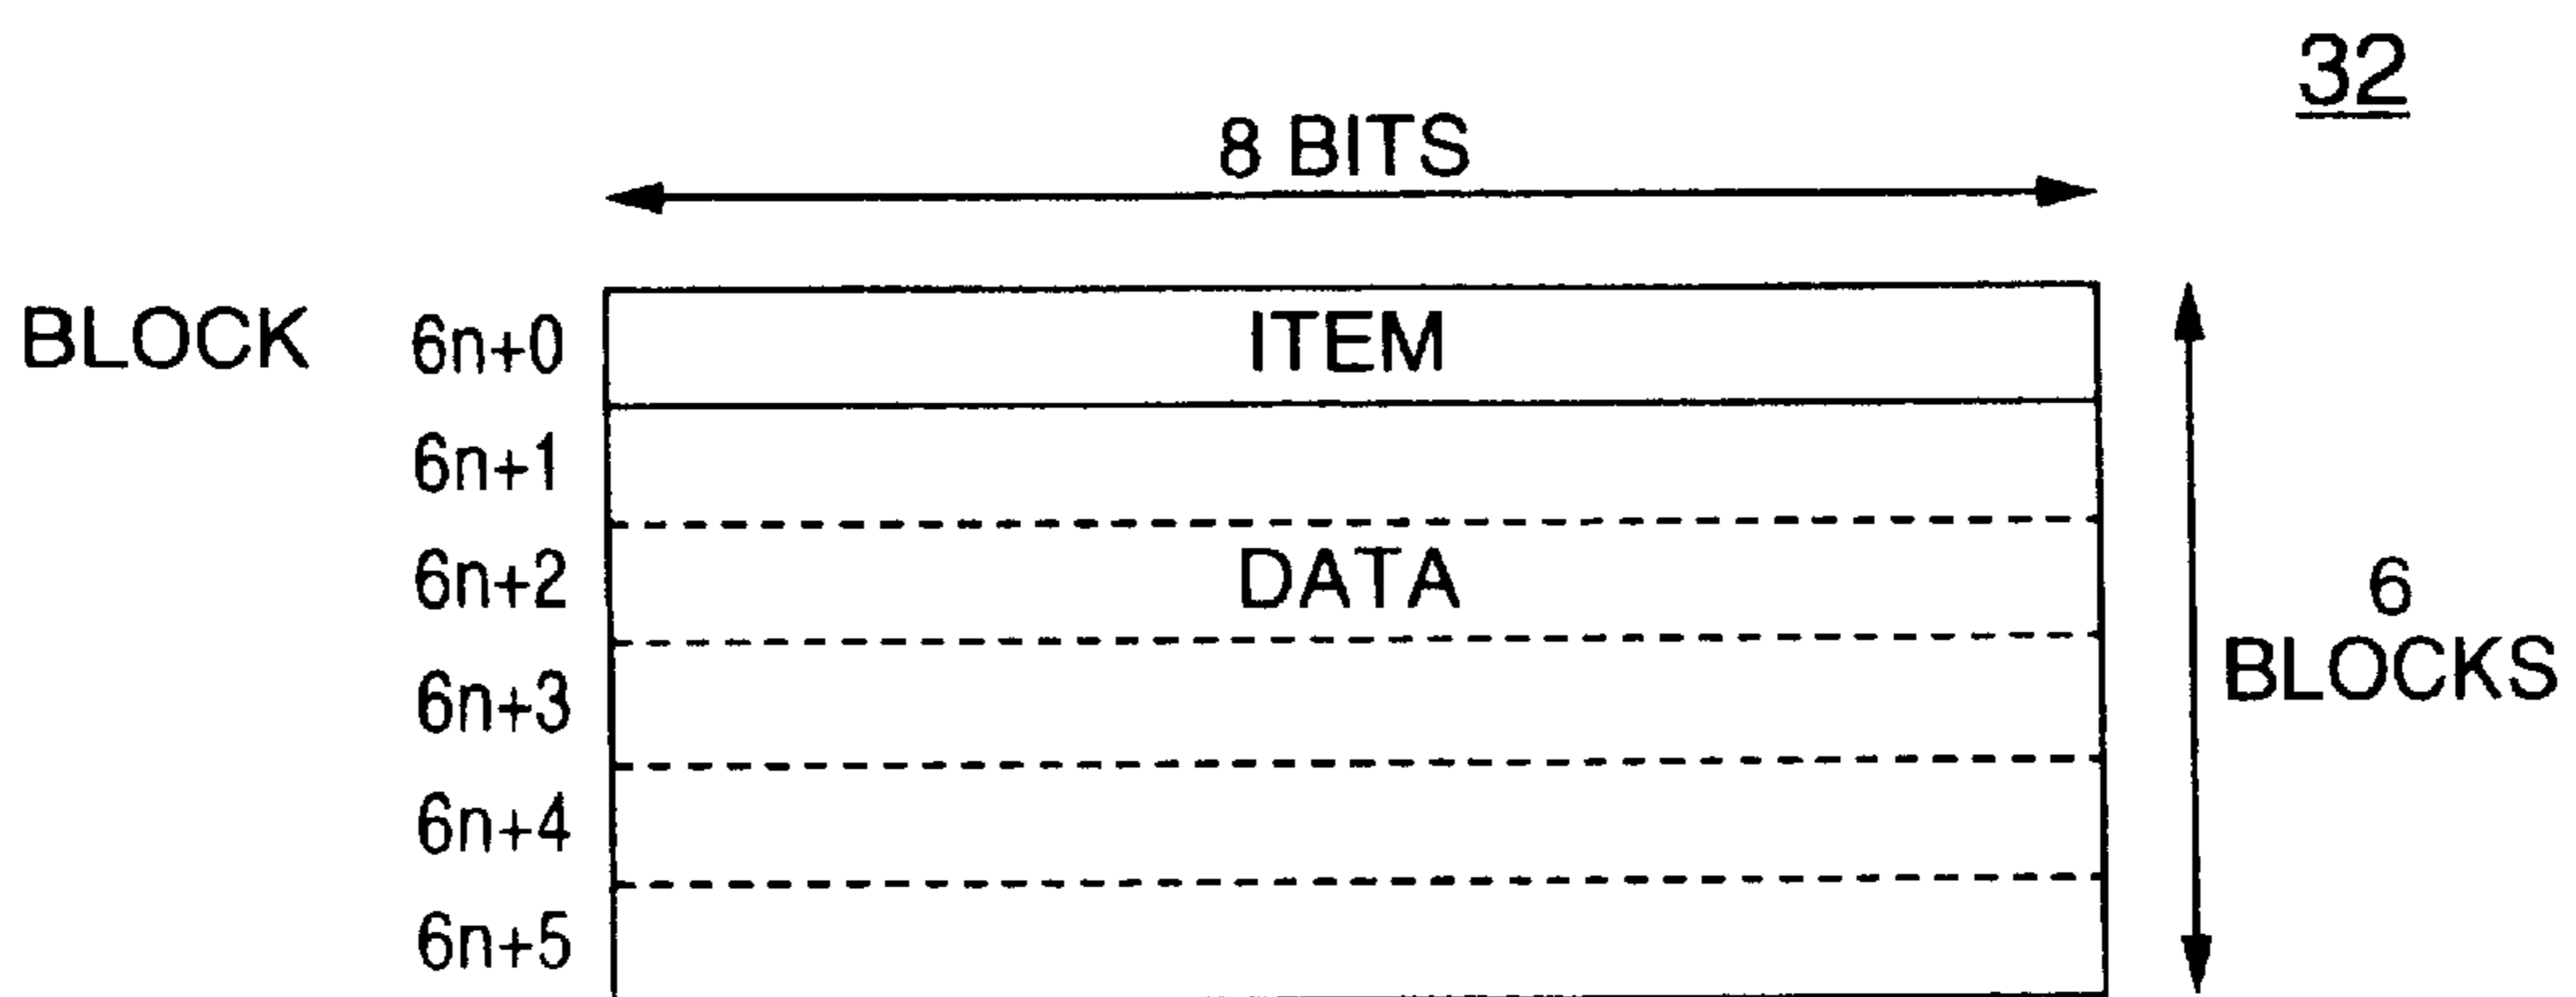 32
8 BITS
BLOCK 6n+0 ITEM
6n+1
6n+2 DATA
6n+3
6n+4
6n+5
6
BLOCKS